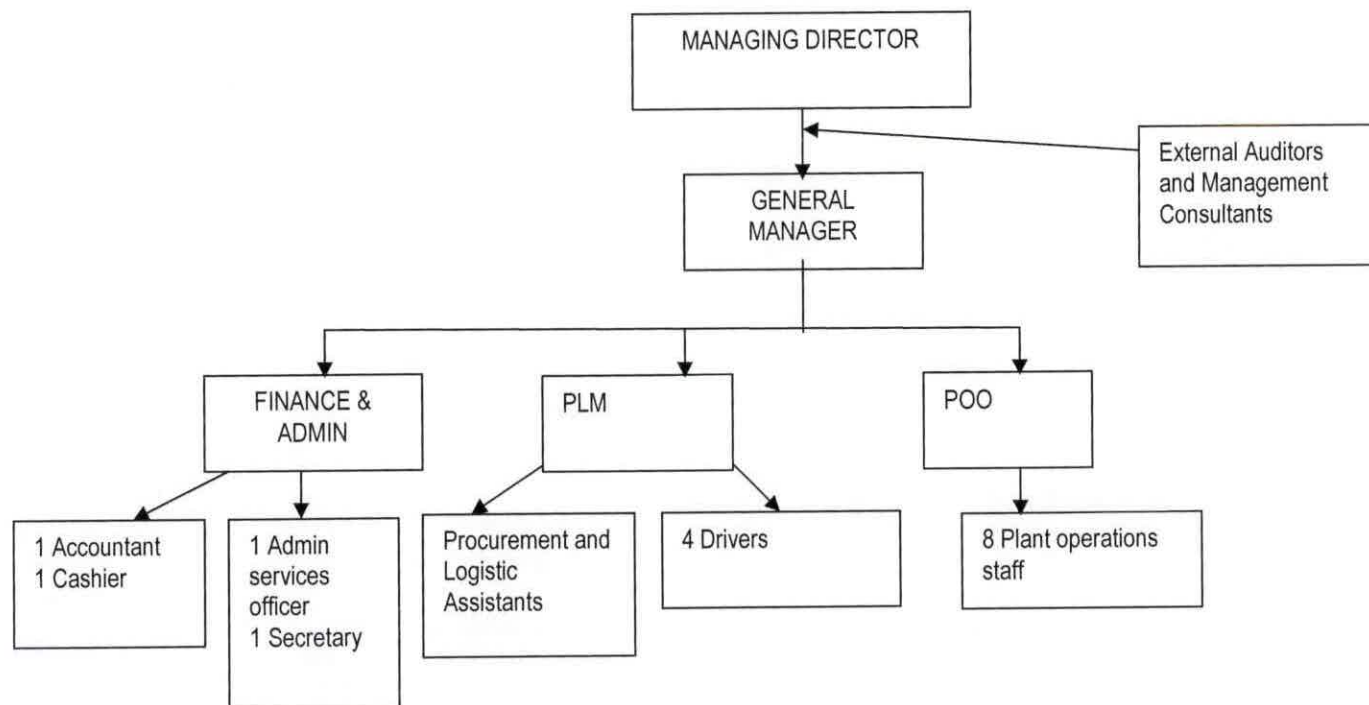 MANAGING DIRECTOR
External Auditors
and Management
Consultants
GENERAL
MANAGER
FINANCE &
ADMIN
PLM
POO
1 Accountant
1 Cashier
1 Admin
services
officer
1 Secretary
Procurement and
Logistic
Assistants
4 Drivers
8 Plant operations
staff